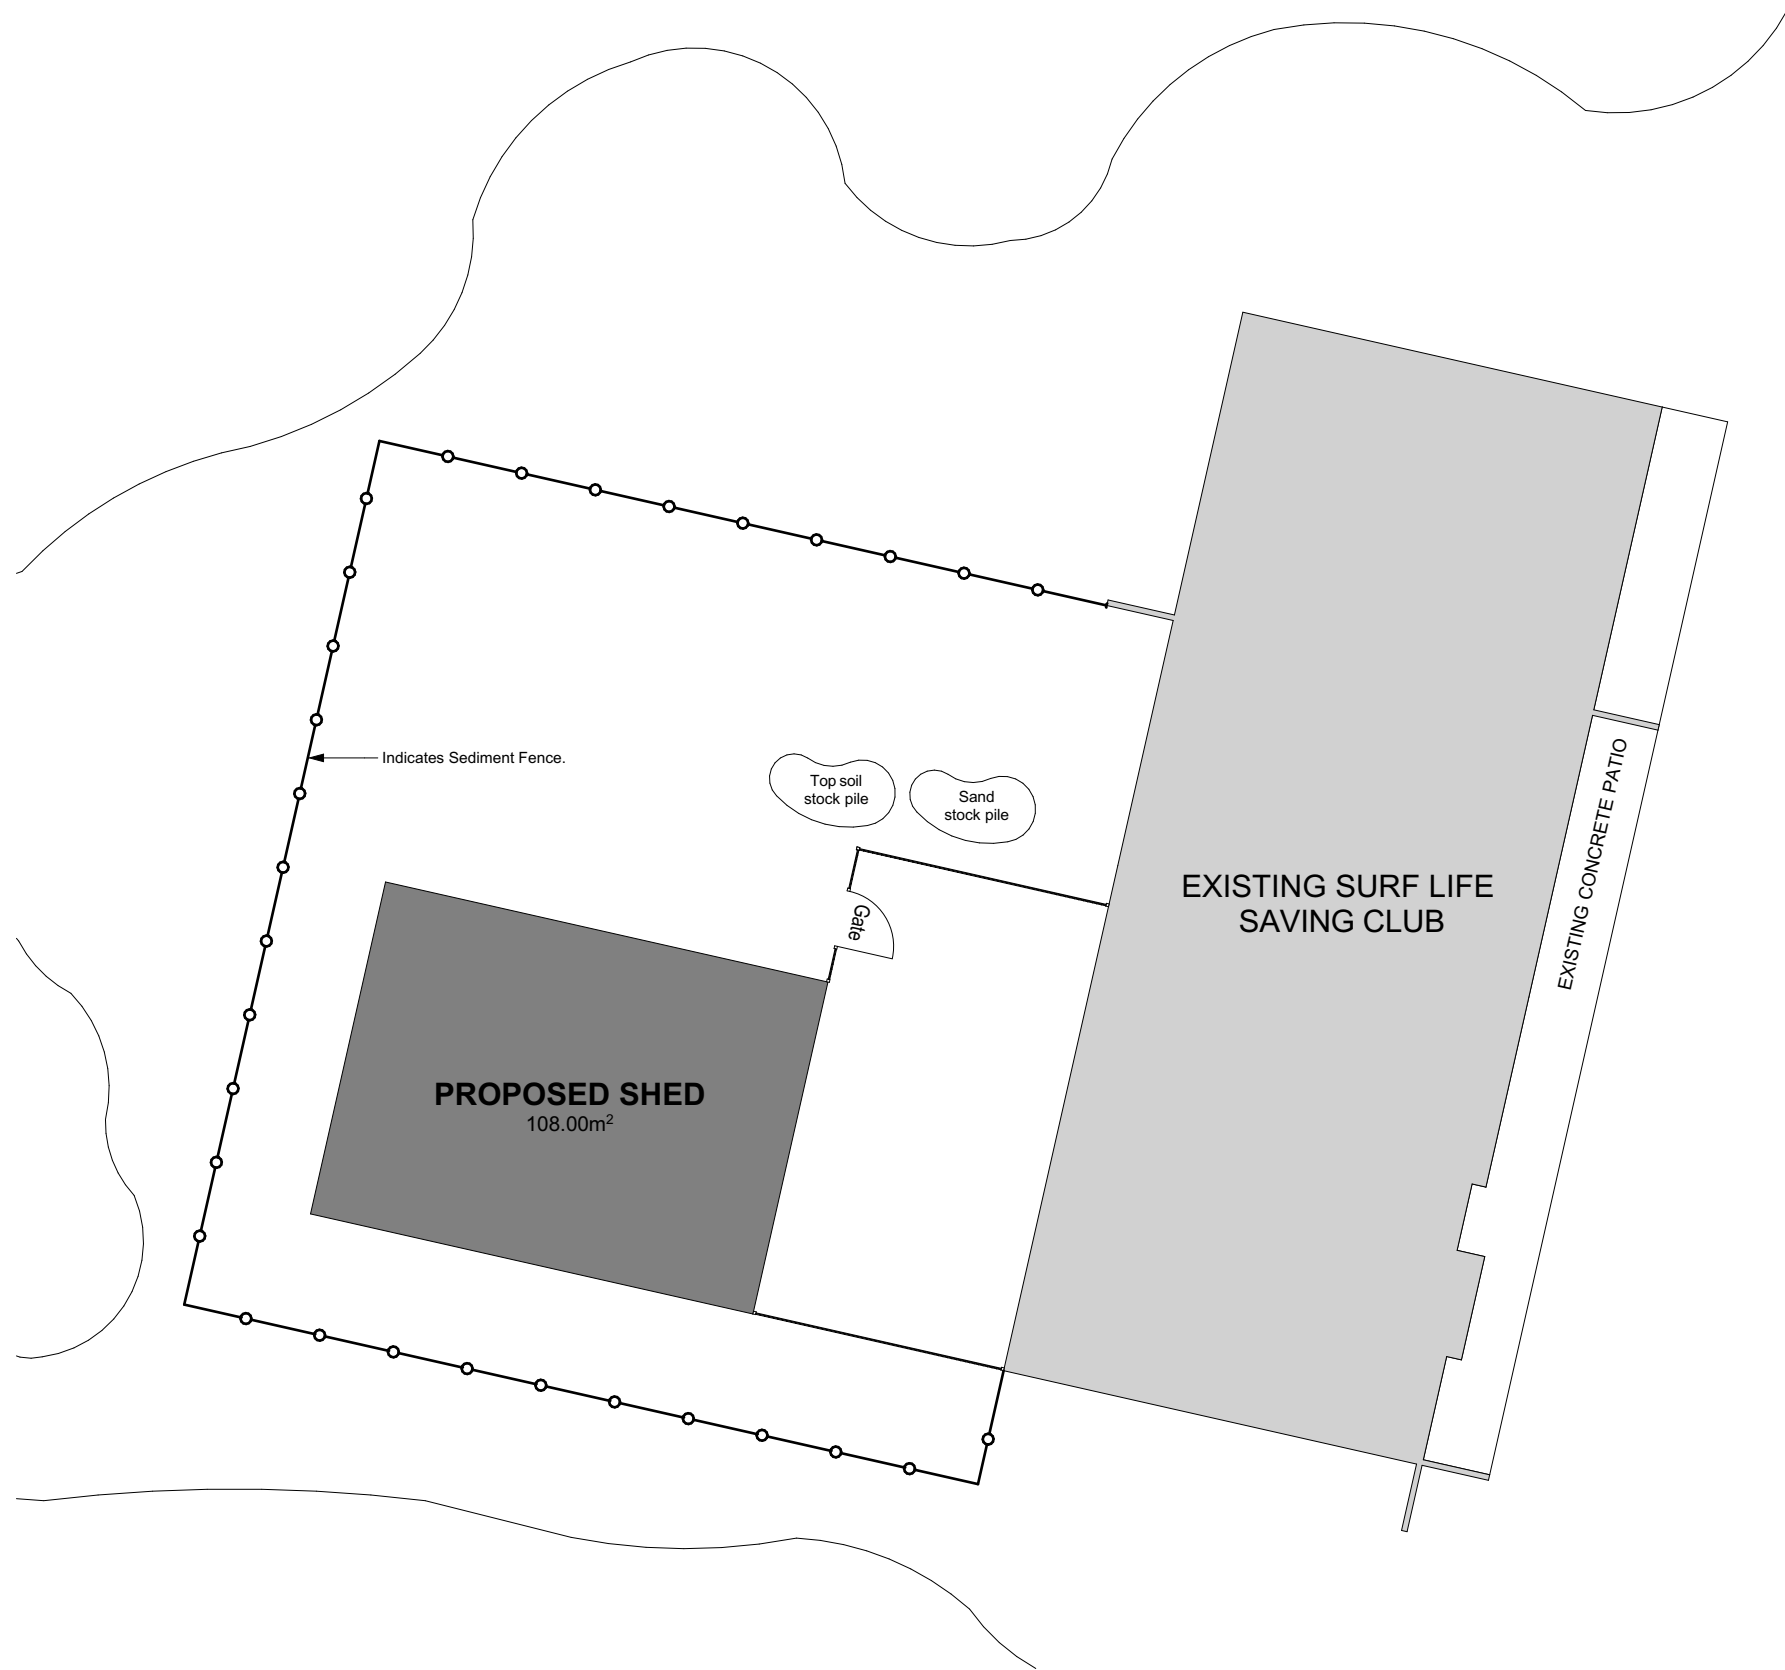 Indicates Sediment Fence.
Top soil
stock pile
Sand
stock pile
Gate
EXISTING SURF LIFE
SAVING CLUB
EXISTING CONCRETE PATIO
PROPOSED SHED
108.00m²